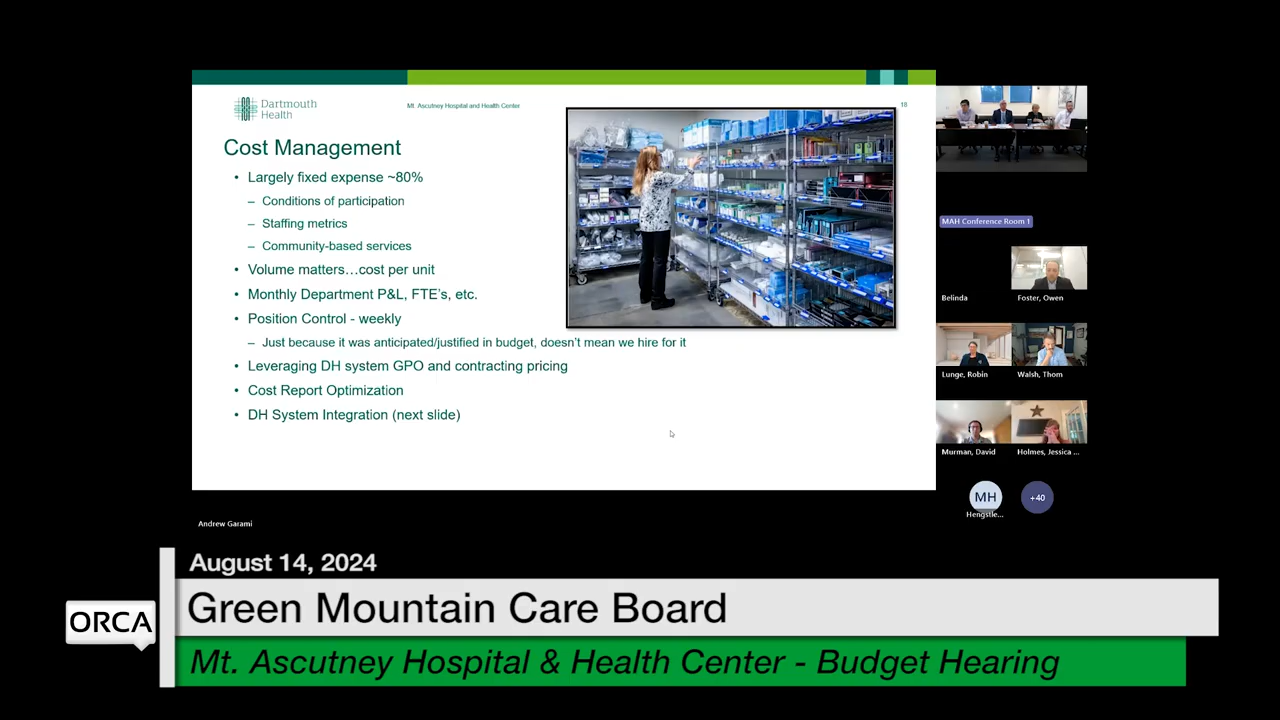 Dartmouth
Health
Mt. Ascutney Hospital and Health Center
18
Cost Management
• Largely fixed expense ~80%
– Conditions of participation
– Staffing metrics
– Community-based services
• Volume matters…cost per unit
• Monthly Department P&L, FTE's, etc.
• Position Control - weekly
– Just because it was anticipated/justified in budget, doesn't mean we hire for it
• Leveraging DH system GPO and contracting pricing
• Cost Report Optimization
• DH System Integration (next slide)
MAH Conference Room 1
Belinda
Foster, Owen
Lunge, Robin
Walsh, Thom
Murman, David
Holmes, Jessica ...
MH
+40
Hengstle...
Andrew Garami
August 14, 2024
ORCA
Green Mountain Care Board
Mt. Ascutney Hospital & Health Center - Budget Hearing